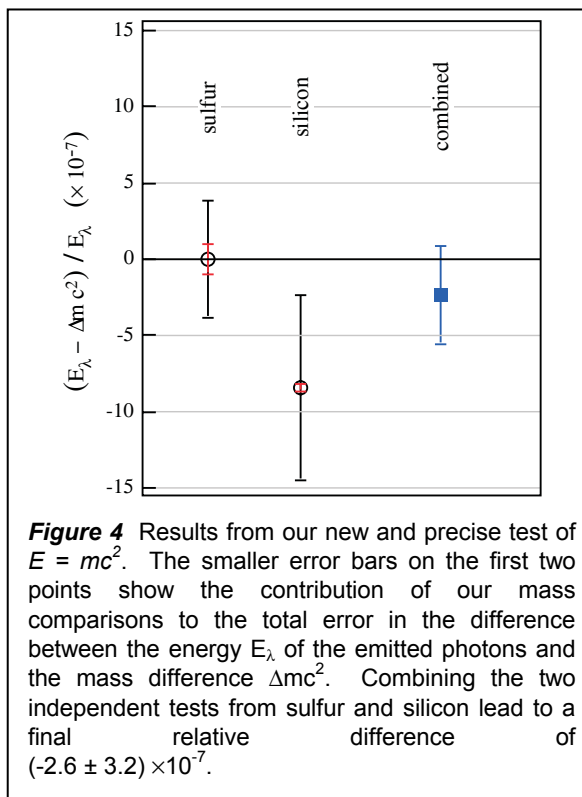 15
10
5
0
-5
-10
-15
(E_λ − Δm c²) / E_λ (× 10⁻⁷)
sulfur
silicon
combined
Figure 4 Results from our new and precise test of
E = mc². The smaller error bars on the first two
points show the contribution of our mass
comparisons to the total error in the difference
between the energy E_λ of the emitted photons and
the mass difference Δmc². Combining the two
independent tests from sulfur and silicon lead to a
final relative difference of
(-2.6 ± 3.2) ×10⁻⁷.